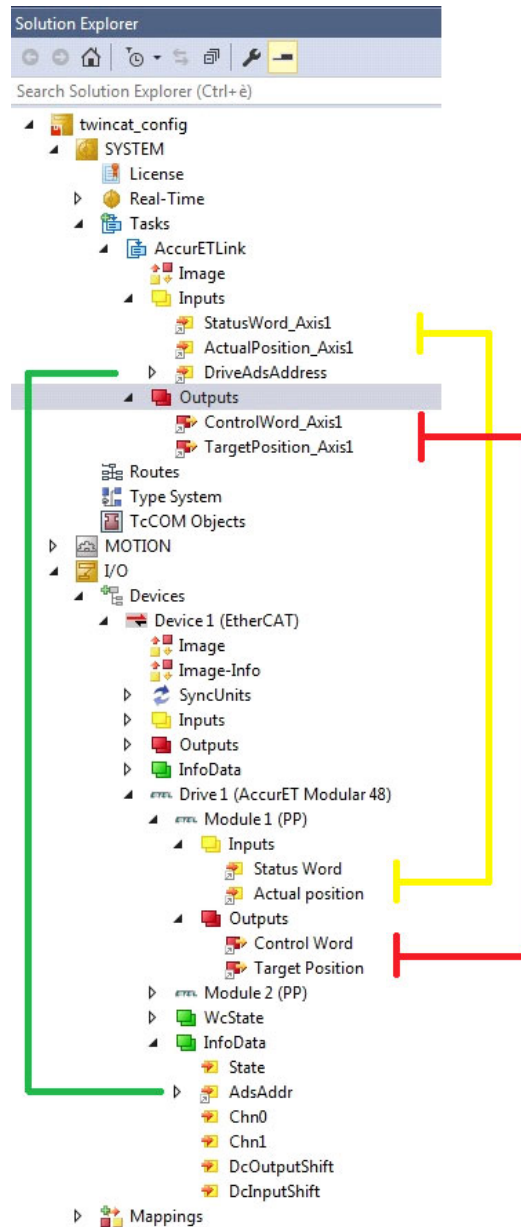 Solution Explorer
Search Solution Explorer (Ctrl+è)
twincat_config
SYSTEM
License
Real-Time
Tasks
AccurETLink
Image
Inputs
StatusWord_Axis1
ActualPosition_Axis1
DriveAdsAddress
Outputs
ControlWord_Axis1
TargetPosition_Axis1
Routes
Type System
TcCOM Objects
MOTION
I/O
Devices
Device 1 (EtherCAT)
Image
Image-Info
SyncUnits
Inputs
Outputs
InfoData
ETEL Drive 1 (AccurET Modular 48)
ETEL Module 1 (PP)
Inputs
Status Word
Actual position
Outputs
Control Word
Target Position
ETEL Module 2 (PP)
WcState
InfoData
State
AdsAddr
Chn0
Chn1
DcOutputShift
DcInputShift
Mappings